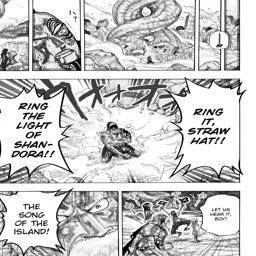 RING
IT,
STRAW
HAT!!
RING
THE
LIGHT
OF
SHAN-
DORA!!
LET US
HEAR IT,
BOY!
THE
SONG
OF THE
ISLAND!